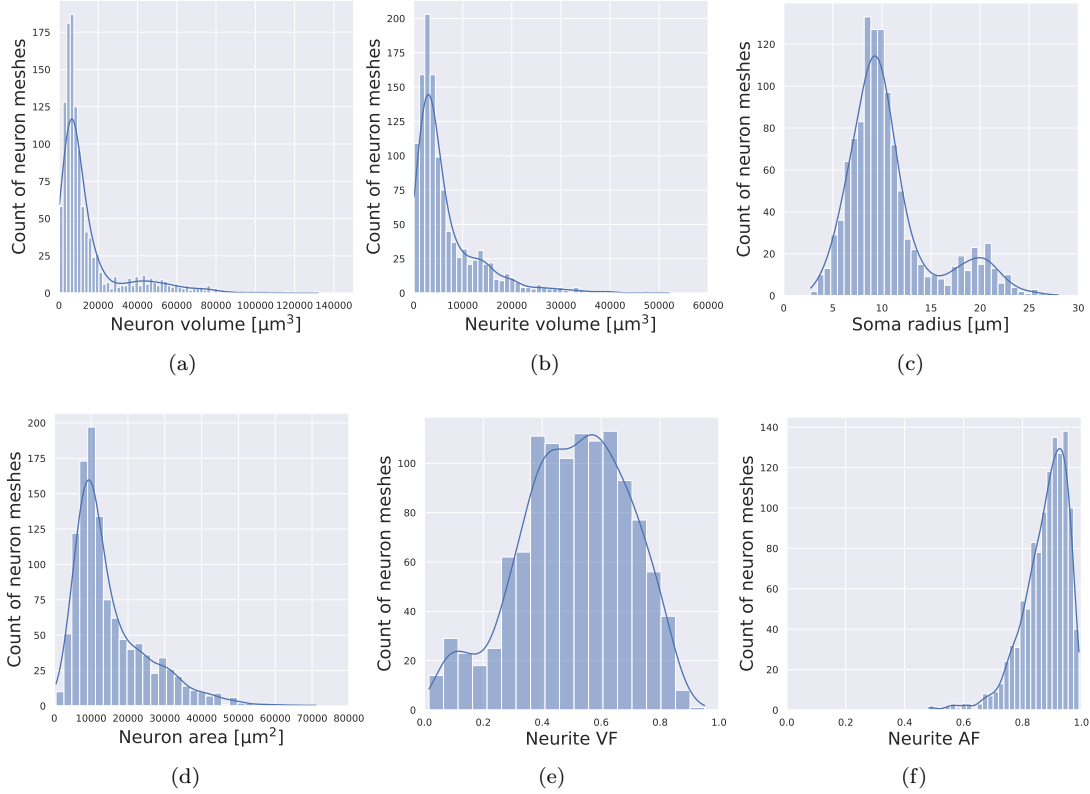 Count of neuron meshes
175
150
125
100
75
50
25
0
0 20000 40000 60000 80000 100000 120000 140000
Neuron volume [μm³]
(a)
Count of neuron meshes
200
175
150
125
100
75
50
25
0
0 10000 20000 30000 40000 50000 60000
Neurite volume [μm³]
(b)
Count of neuron meshes
120
100
80
60
40
20
0
0 5 10 15 20 25 30
Soma radius [μm]
(c)
Count of neuron meshes
200
175
150
125
100
75
50
25
0
0 10000 20000 30000 40000 50000 60000 70000 80000
Neuron area [μm²]
(d)
Count of neuron meshes
100
80
60
40
20
0
0.0 0.2 0.4 0.6 0.8 1.0
Neurite VF
(e)
Count of neuron meshes
140
120
100
80
60
40
20
0
0.0 0.2 0.4 0.6 0.8 1.0
Neurite AF
(f)